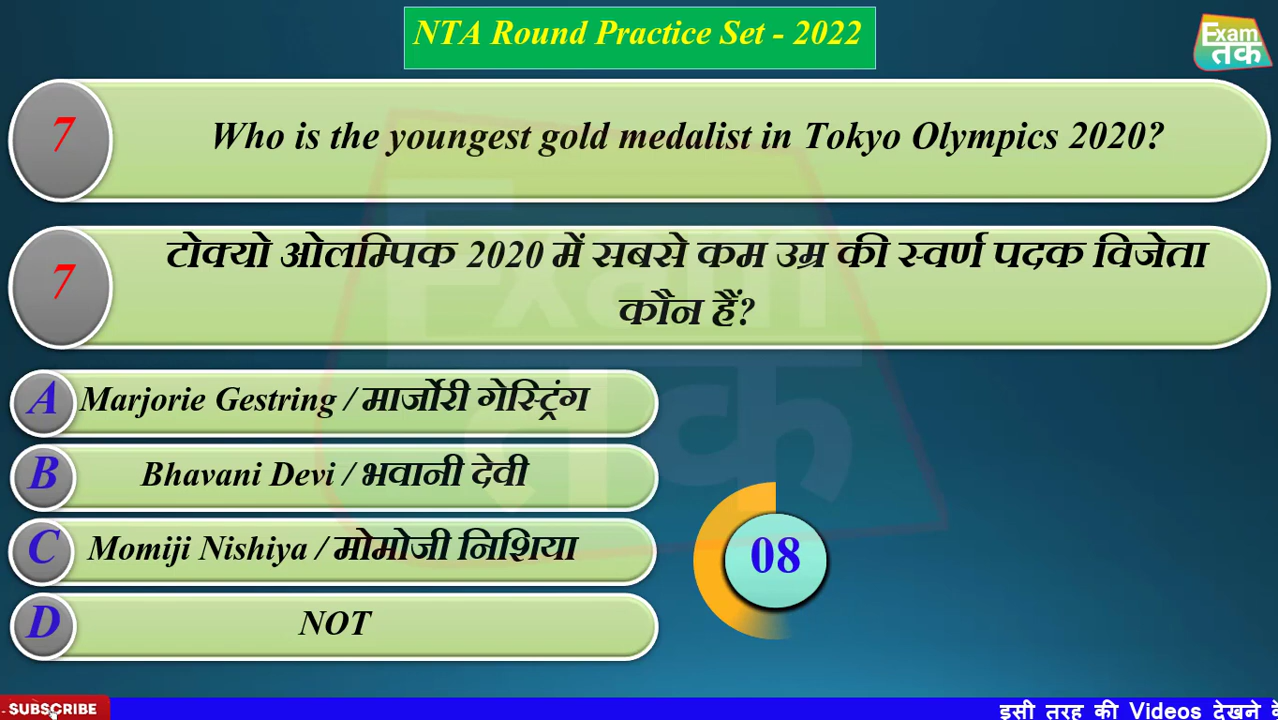 NTA Round Practice Set - 2022
Exam
तक
7
Who is the youngest gold medalist in Tokyo Olympics 2020?
7
टोक्यो ओलम्पिक 2020 में सबसे कम उम्र की स्वर्ण पदक विजेता
कौन हैं?
A Marjorie Gestring / मार्जोरी गेस्ट्रिंग
B Bhavani Devi / भवानी देवी
C Momiji Nishiya / मोमोजी निशिया
D NOT
08
SUBSCRIBE
इसी तरह की Videos देखने के